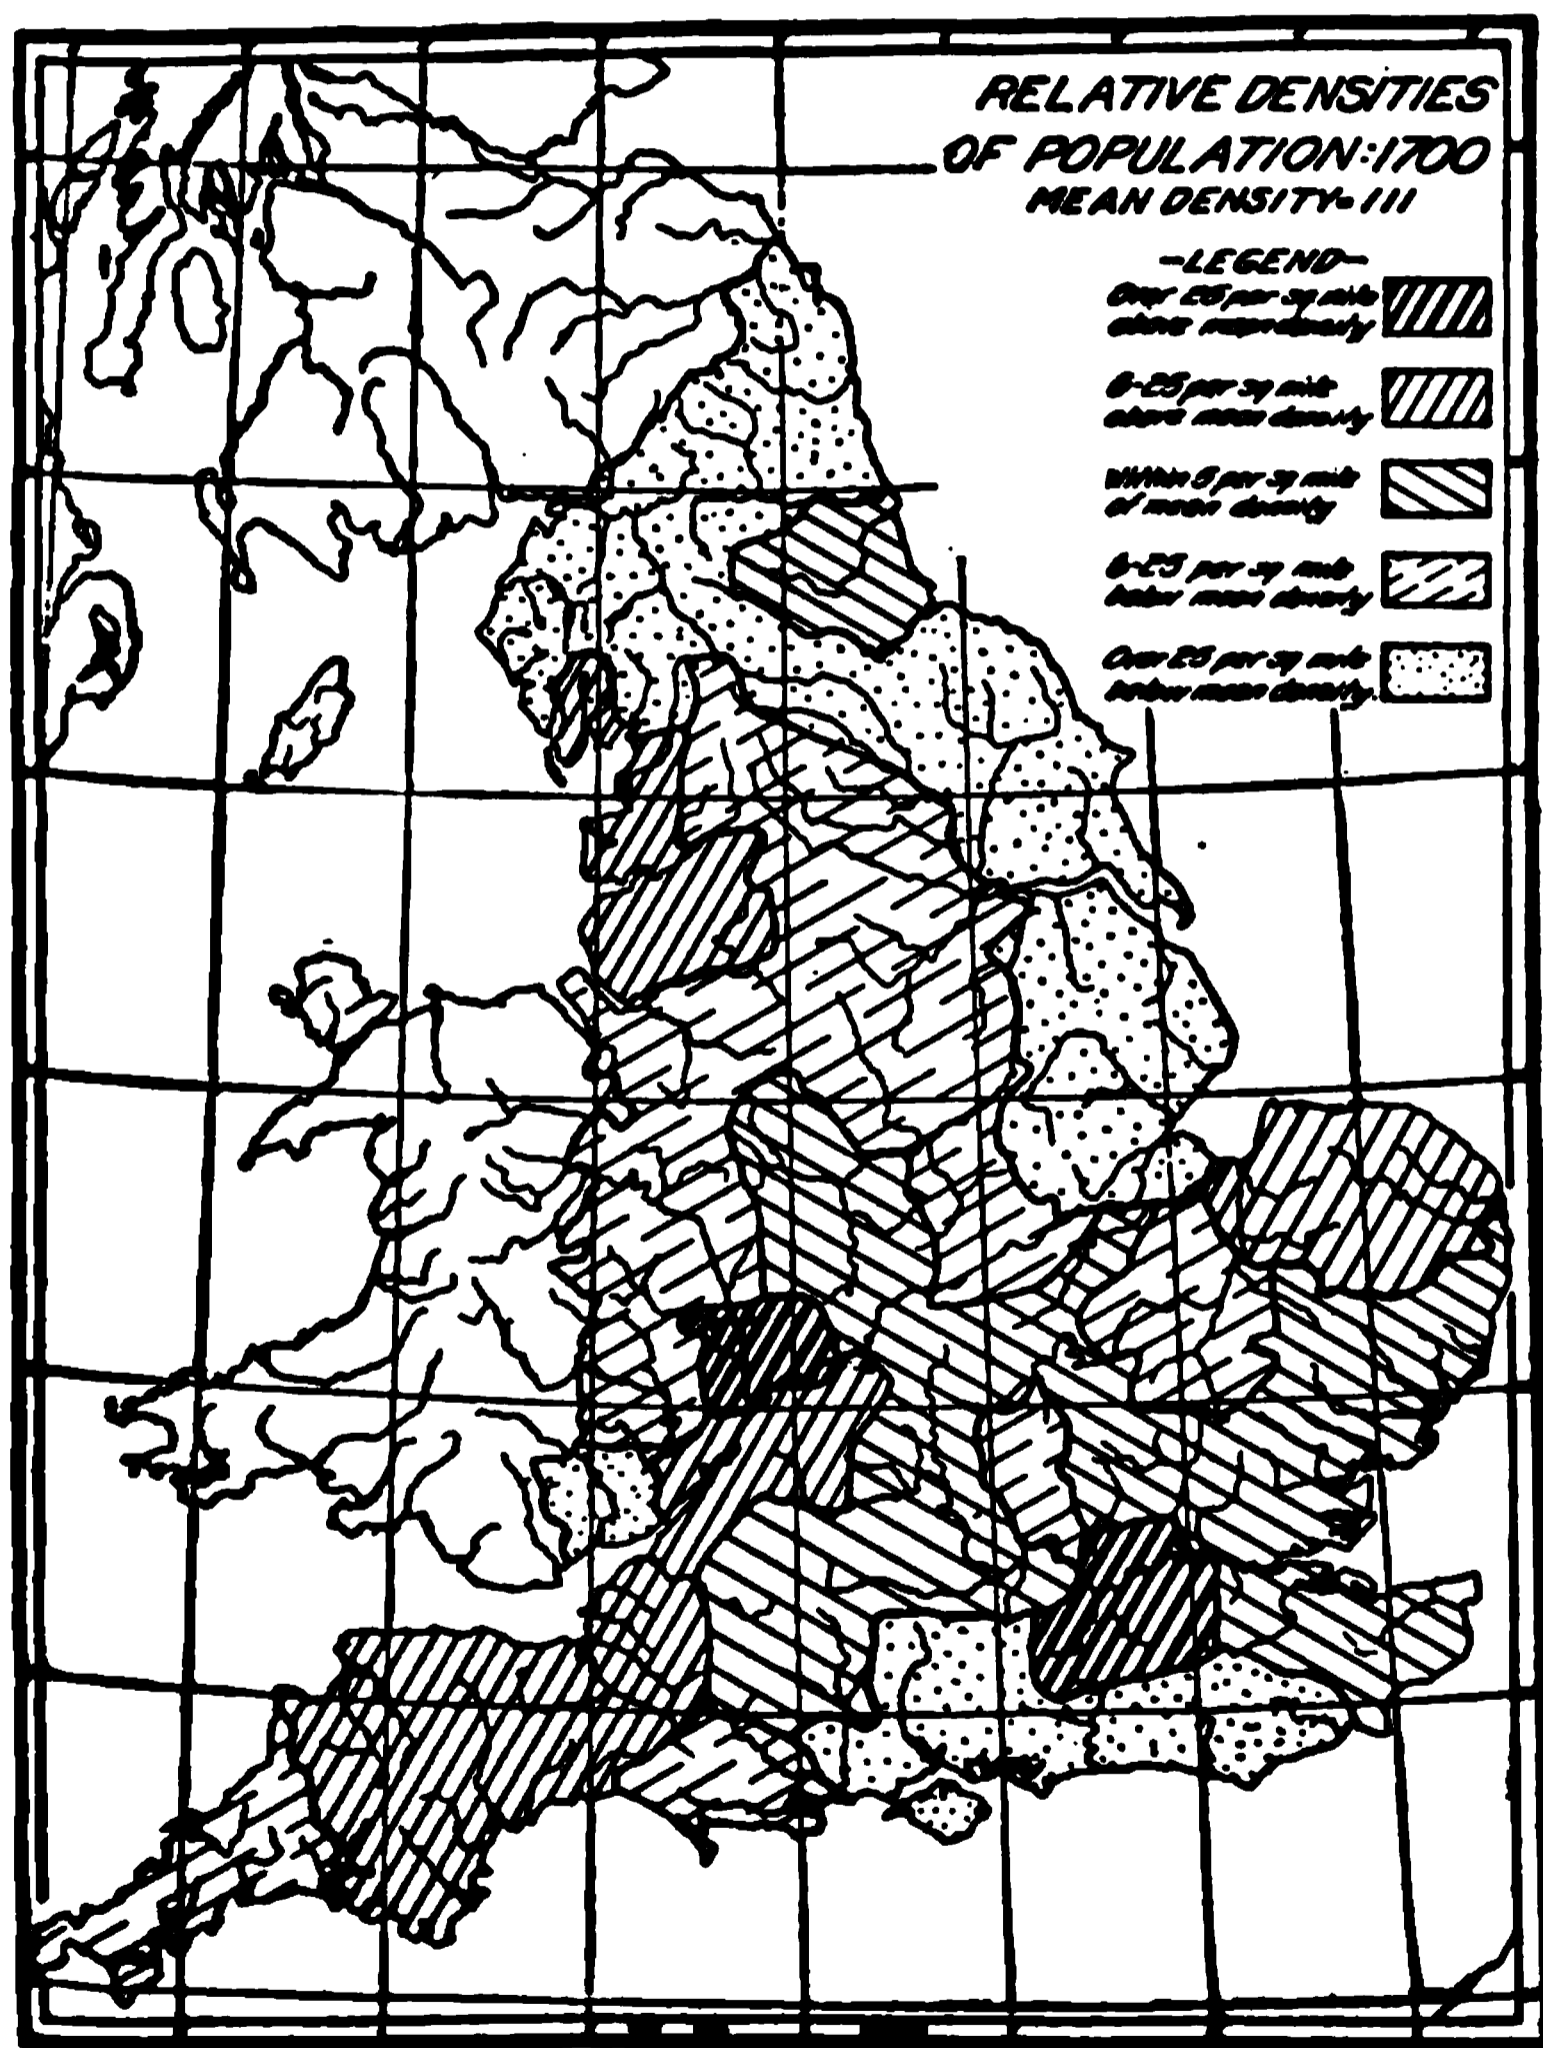 RELATIVE DENSITIES
OF POPULATION:1700
MEAN DENSITY=111
-LEGEND-
Over 25 per sq mile
above mean density
6-25 per sq mile
above mean density
Within 5 per sq mile
of mean density
6-25 per sq mile
below mean density
Over 25 per sq mile
below mean density.